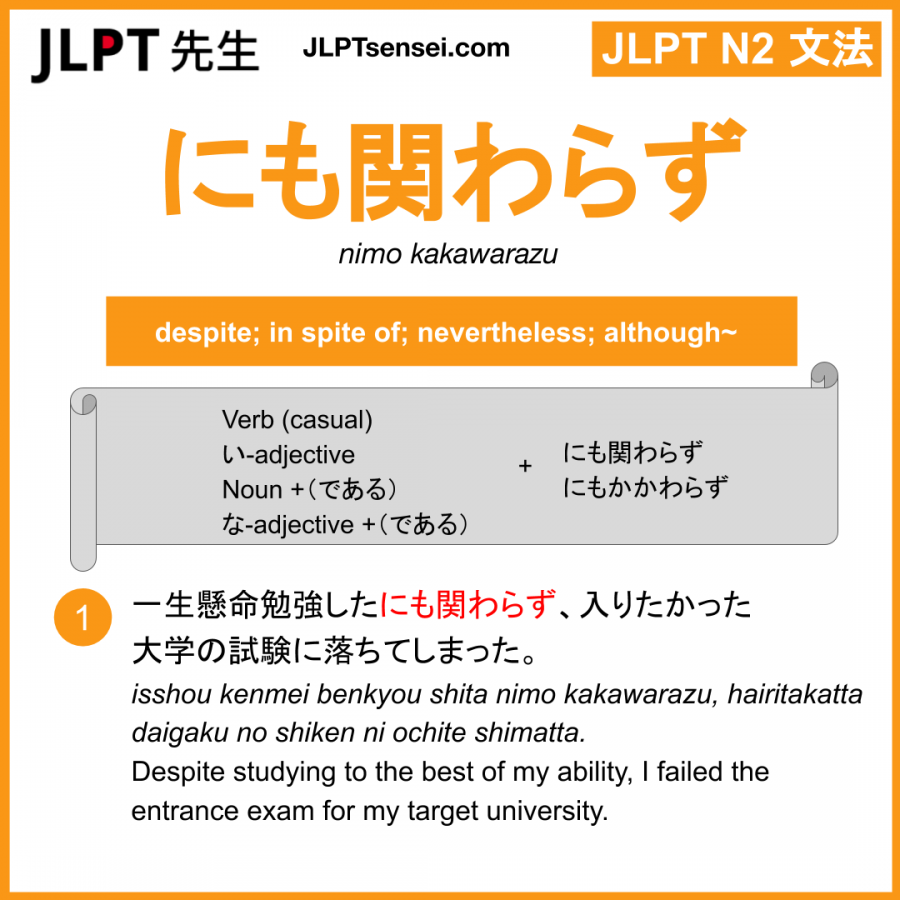 JLPT 先生
JLPTsensei.com
JLPT N2 文法
にも関わらず
nimo kakawarazu
despite; in spite of; nevertheless; although~
Verb (casual)
い-adjective
Noun +（である）
な-adjective +（である）
+
にも関わらず
にもかかわらず
1
一生懸命勉強したにも関わらず、入りたかった
大学の試験に落ちてしまった。
isshou kenmei benkyou shita nimo kakawarazu, hairitakatta
daigaku no shiken ni ochite shimatta.
Despite studying to the best of my ability, I failed the
entrance exam for my target university.